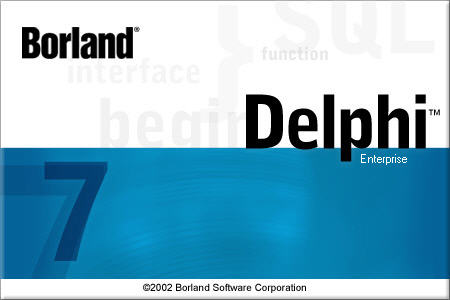 Borland®
SQL
function
interface
begin
Delphi™
Enterprise
7
©2002 Borland Software Corporation